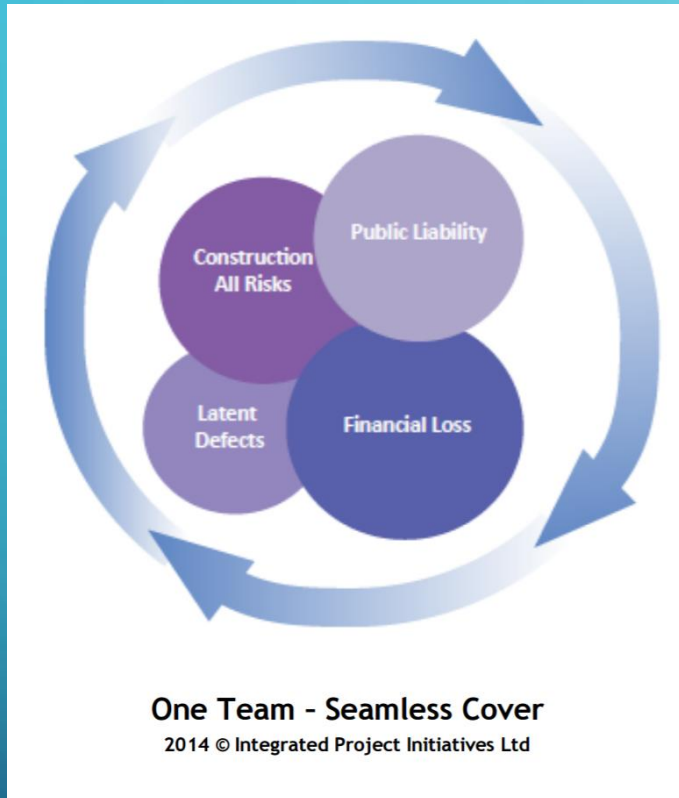 Public Liability
Construction
All Risks
Latent
Defects
Financial Loss
One Team - Seamless Cover
2014 © Integrated Project Initiatives Ltd